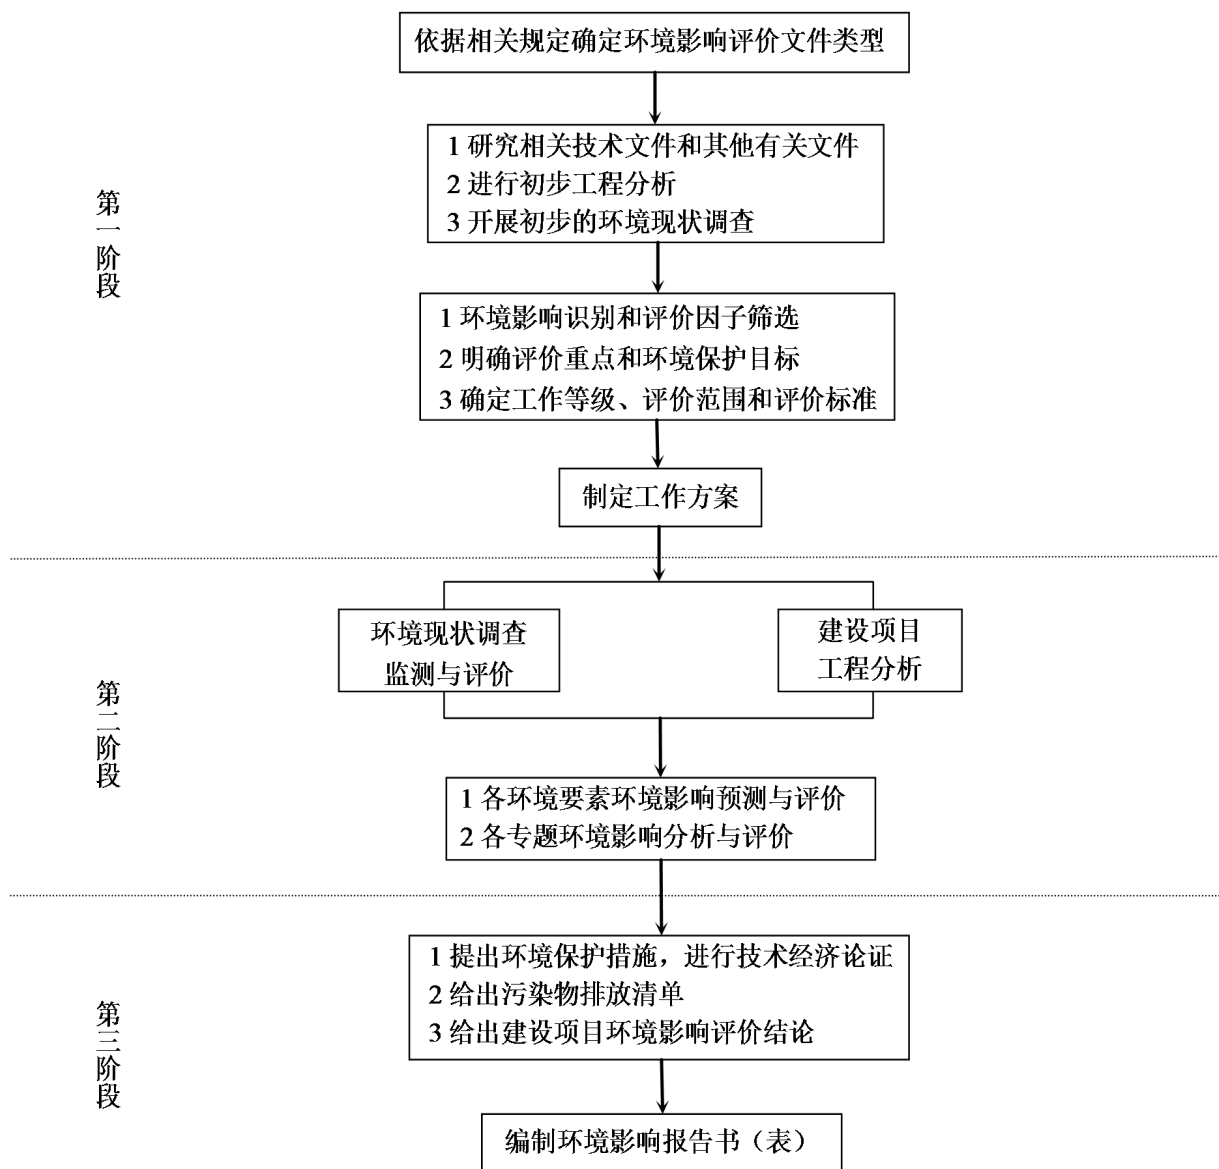 依据相关规定确定环境影响评价文件类型
第一阶段
1 研究相关技术文件和其他有关文件
2 进行初步工程分析
3 开展初步的环境现状调查
1 环境影响识别和评价因子筛选
2 明确评价重点和环境保护目标
3 确定工作等级、评价范围和评价标准
制定工作方案
第二阶段
环境现状调查
监测与评价
建设项目
工程分析
1 各环境要素环境影响预测与评价
2 各专题环境影响分析与评价
第三阶段
1 提出环境保护措施，进行技术经济论证
2 给出污染物排放清单
3 给出建设项目环境影响评价结论
编制环境影响报告书（表）